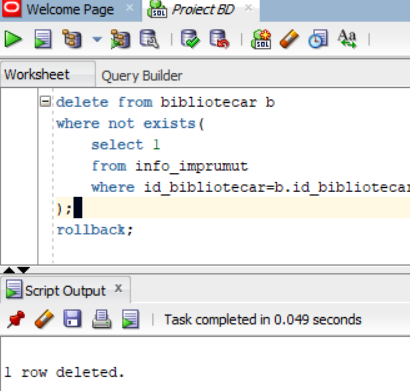 Welcome Page
Proiect BD
Worksheet
Query Builder
delete from bibliotecar b
where not exists(
select 1
from info_imprumut
where id_bibliotecar=b.id_bibliotecar
);
rollback;
Script Output x
Task completed in 0.049 seconds
1 row deleted.